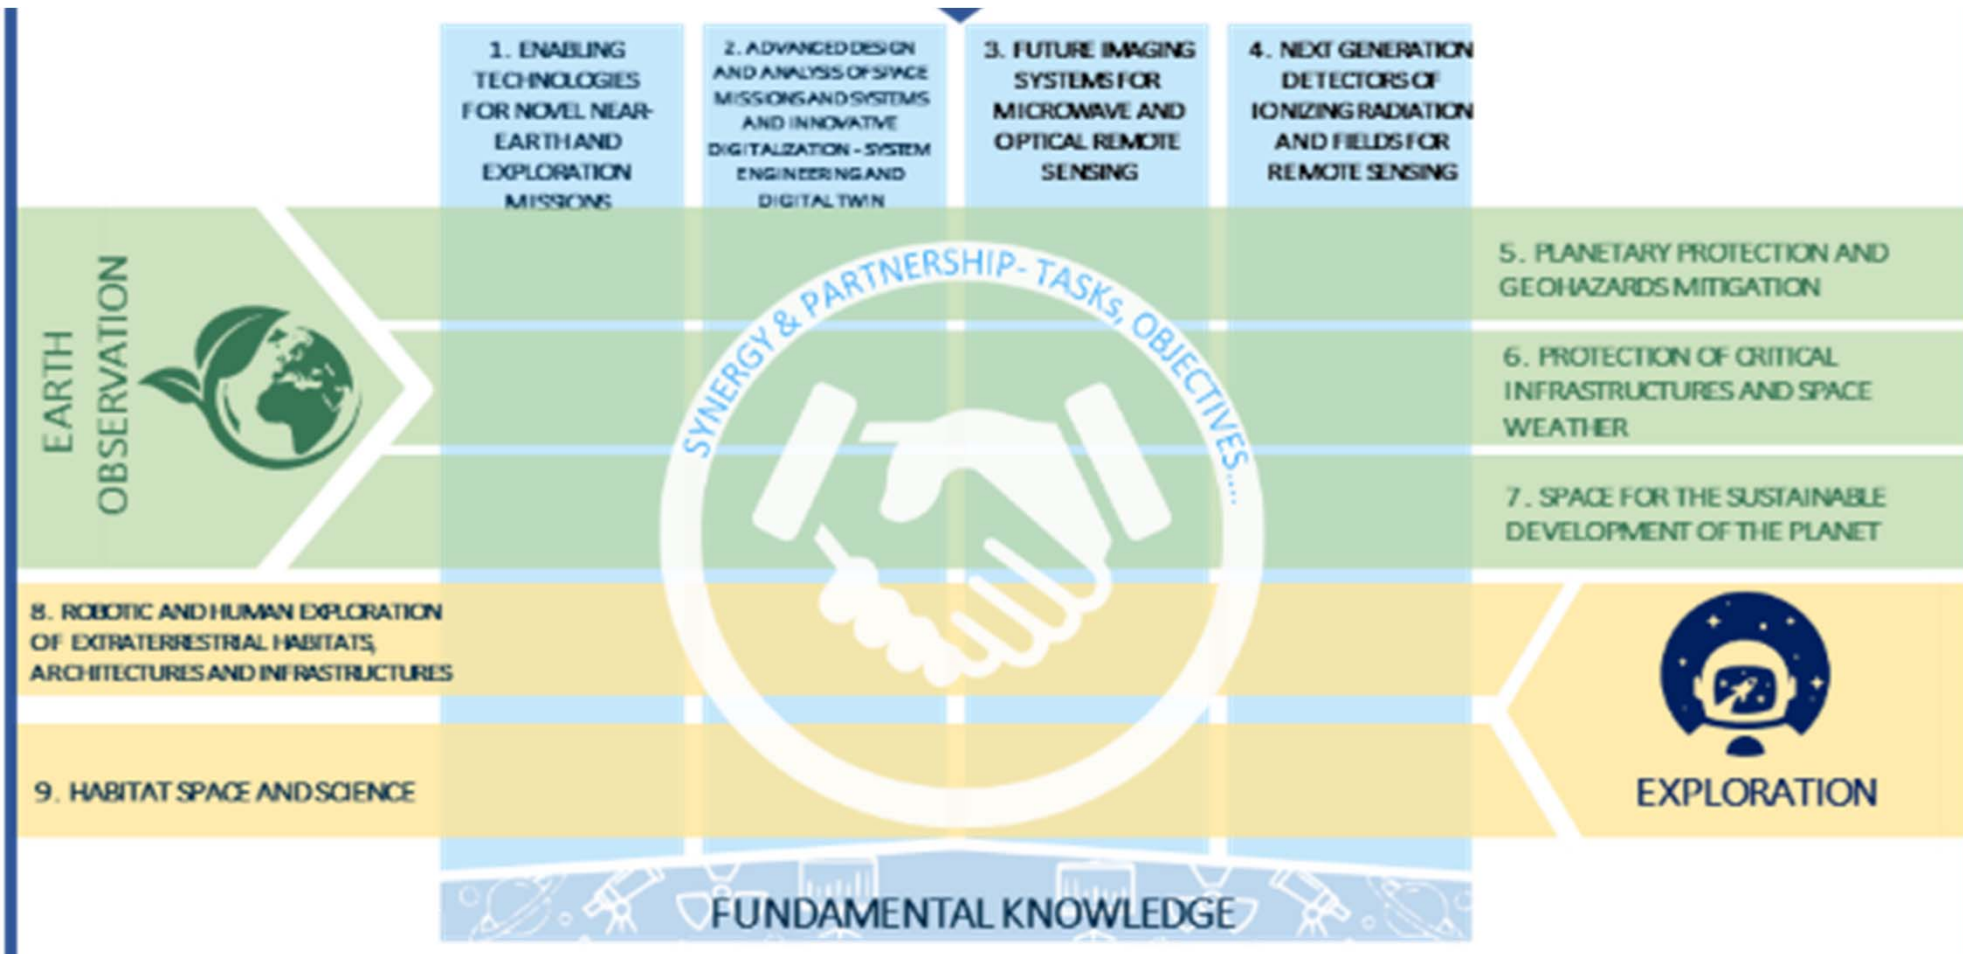 1. ENABLING
TECHNOLOGIES
FOR NOVEL NEAR-
EARTH AND
EXPLORATION
MISSIONS
2. ADVANCED DESIGN
AND ANALYSIS OF SPACE
MISSIONS AND SYSTEMS
AND INNOVATIVE
DIGITALIZATION - SYSTEM
ENGINEERING AND
DIGITAL TWIN
3. FUTURE IMAGING
SYSTEMS FOR
MICROWAVE AND
OPTICAL REMOTE
SENSING
4. NEXT GENERATION
DETECTORS OF
IONIZING RADIATION
AND FIELDS FOR
REMOTE SENSING
EARTH
OBSERVATION
SYNERGY & PARTNERSHIP- TASKs, OBJECTIVES....
5. PLANETARY PROTECTION AND
GEOHAZARDS MITIGATION
6. PROTECTION OF CRITICAL
INFRASTRUCTURES AND SPACE
WEATHER
7. SPACE FOR THE SUSTAINABLE
DEVELOPMENT OF THE PLANET
8. ROBOTIC AND HUMAN EXPLORATION
OF EXTRATERRESTRIAL HABITATS,
ARCHITECTURES AND INFRASTRUCTURES
9. HABITAT SPACE AND SCIENCE
EXPLORATION
FUNDAMENTAL KNOWLEDGE